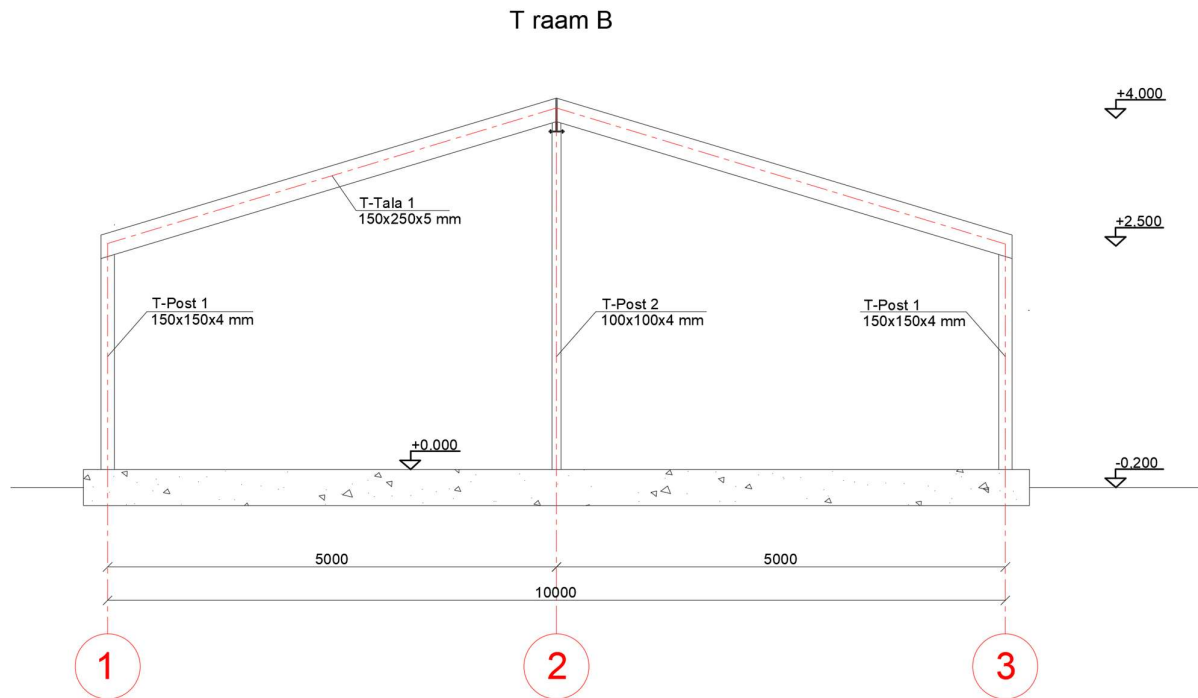 T raam B
+4.000
T-Tala 1
150x250x5 mm
+2.500
T-Post 1
150x150x4 mm
T-Post 2
100x100x4 mm
T-Post 1
150x150x4 mm
+0.000
-0.200
5000
5000
10000
1
2
3